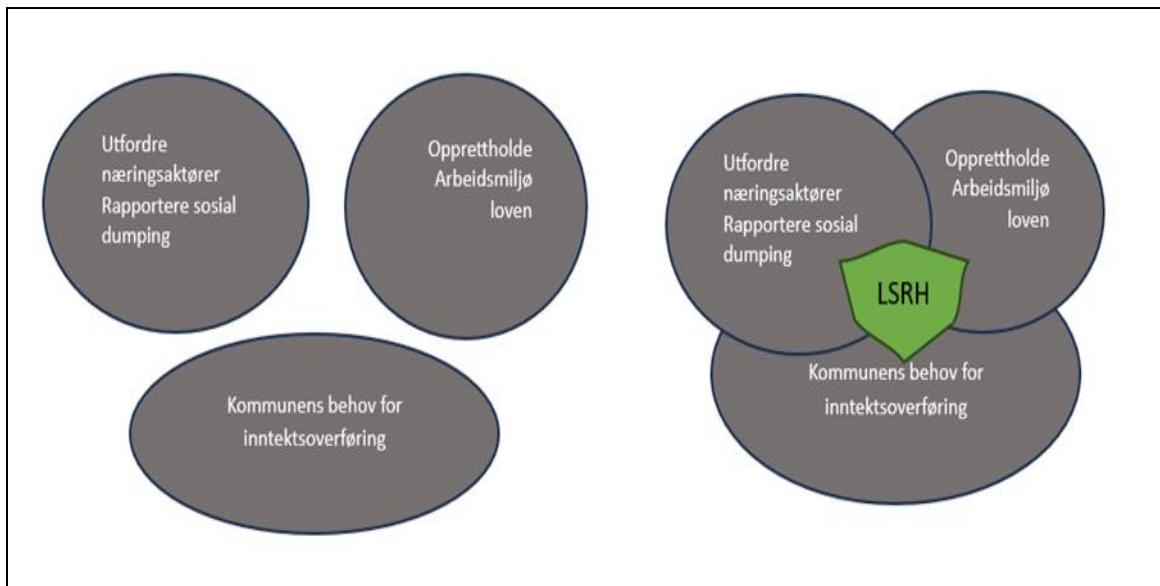 Utfordre
næringsaktører
Rapportere sosial
dumping
Opprettholde
Arbeidsmiljø
loven
Kommunens behov for
inntektsoverføring
Utfordre
næringsaktører
Rapportere sosial
dumping
Opprettholde
Arbeidsmiljø
loven
LSRH
Kommunens behov for
inntektsoverføring